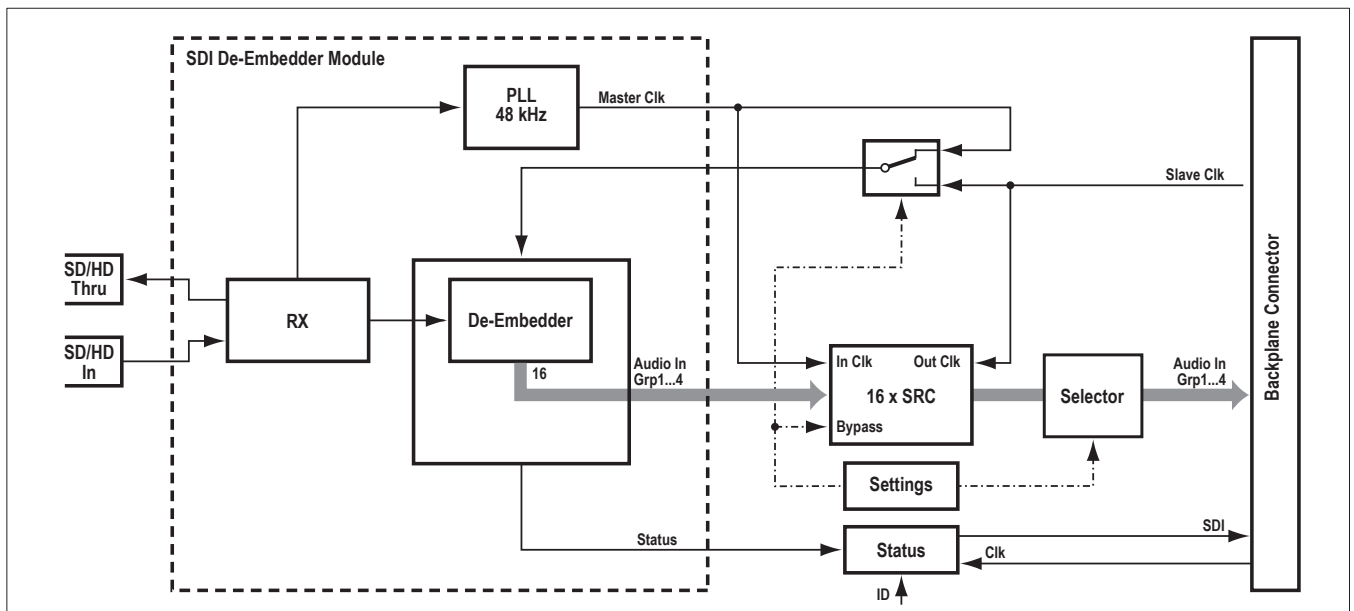 SDI De-Embedder Module
PLL
48 kHz
Master Clk
Slave Clk
SD/HD
Thru
RX
De-Embedder
SD/HD
In
16
Audio In
Grp1...4
In Clk
Out Clk
16 x SRC
Bypass
Selector
Audio In
Grp1...4
Backplane Connector
Settings
Status
Status
SDI
Clk
ID